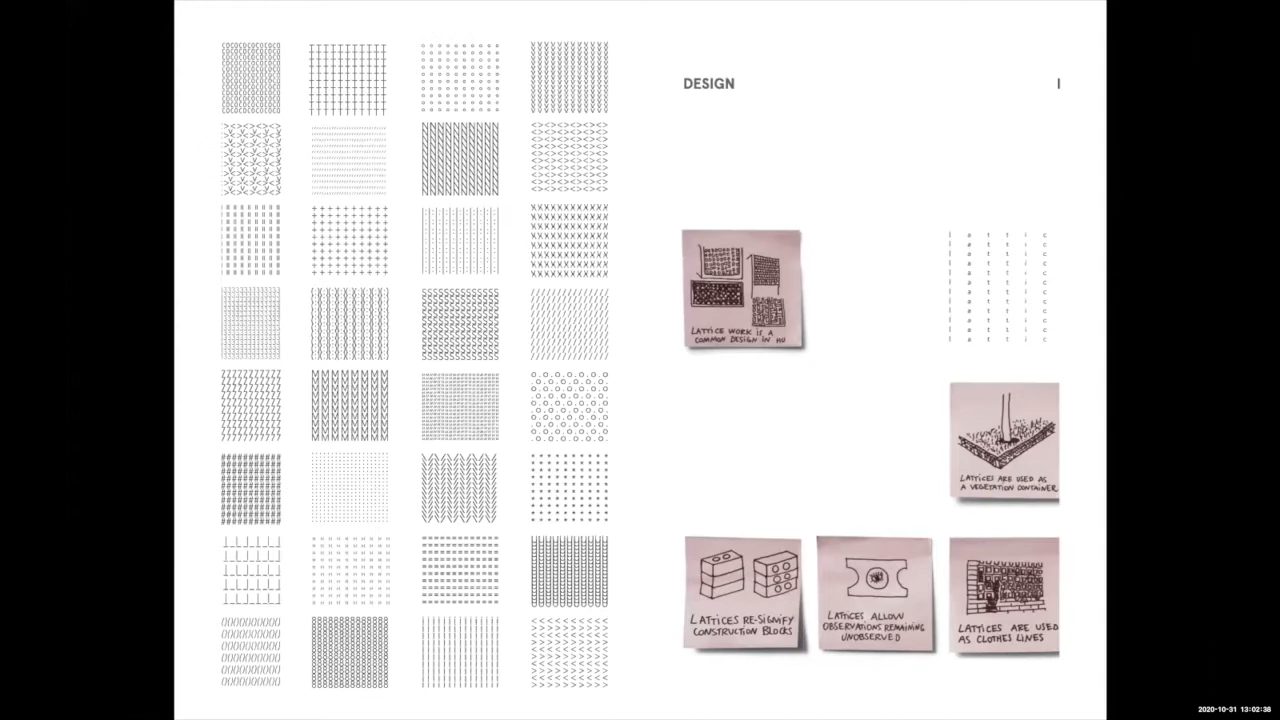 DESIGN
I
LATTICE WORK IS A
COMMON DESIGN IN HU
l a t t i c
l a t t i c
l a t t i c
l a t t i c
l a t t i c
l a t t i c
l a t t i c
l a t t i c
l a t t i c
l a t t i c
l a t t i c
l a t t i c
LATTICES ARE USED AS
A VEGETATION CONTAINER
LATTICES RE-SIGNIFY
CONSTRUCTION BLOCKS
LATTICES ALLOW
OBSERVATIONS REMAINING
UNOBSERVED
LATTICES ARE USED
AS CLOTHES LINES
2020-10-31 13:02:38